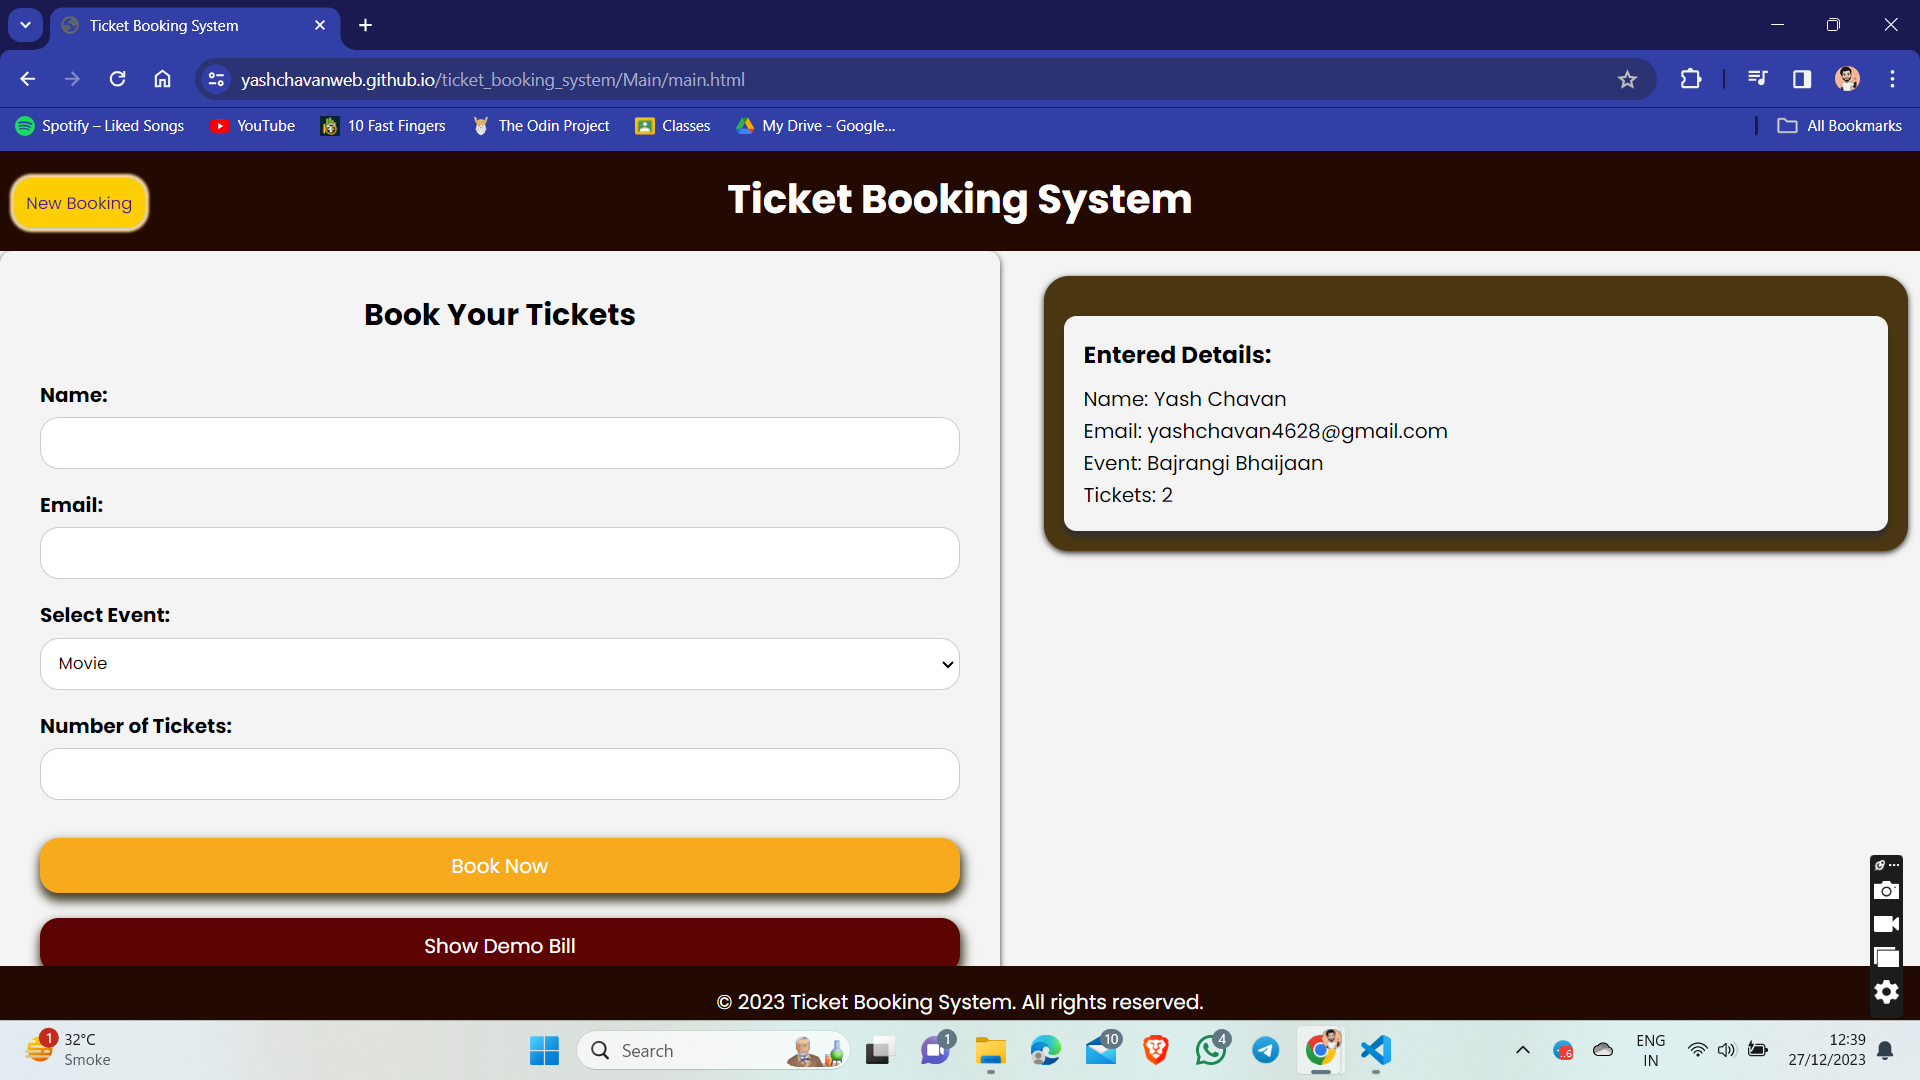 Ticket Booking System
yashchavanweb.github.io/ticket_booking_system/Main/main.html
Spotify – Liked Songs
YouTube
10 Fast Fingers
The Odin Project
Classes
My Drive - Google...
All Bookmarks
New Booking
Ticket Booking System
Book Your Tickets
Name:
Email:
Select Event:
Movie
Number of Tickets:
Book Now
Show Demo Bill
Entered Details:
Name: Yash Chavan
Email: yashchavan4628@gmail.com
Event: Bajrangi Bhaijaan
Tickets: 2
© 2023 Ticket Booking System. All rights reserved.
1
32°C
Smoke
Search
1
10
4
..6
ENG
IN
12:39
27/12/2023